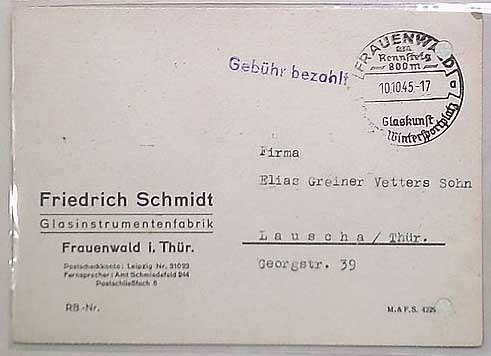 Gebühr bezahlt
FRAUENWALD
am
Rennsteig
800m
10.10.45-17
a
Glaskunst
Wintersportplatz
Firma
Elias Greiner Vetters Sohn
Lauscha/Thür.
Georgstr. 39
Friedrich Schmidt
Glasinstrumentenfabrik
Frauenwald i. Thür.
Postscheckkonto: Leipzig Nr. 31023
Fernsprecher: Amt Schmiedefeld 244
Postschließfach 6
RB.-Nr.
M.A F.S. 4225